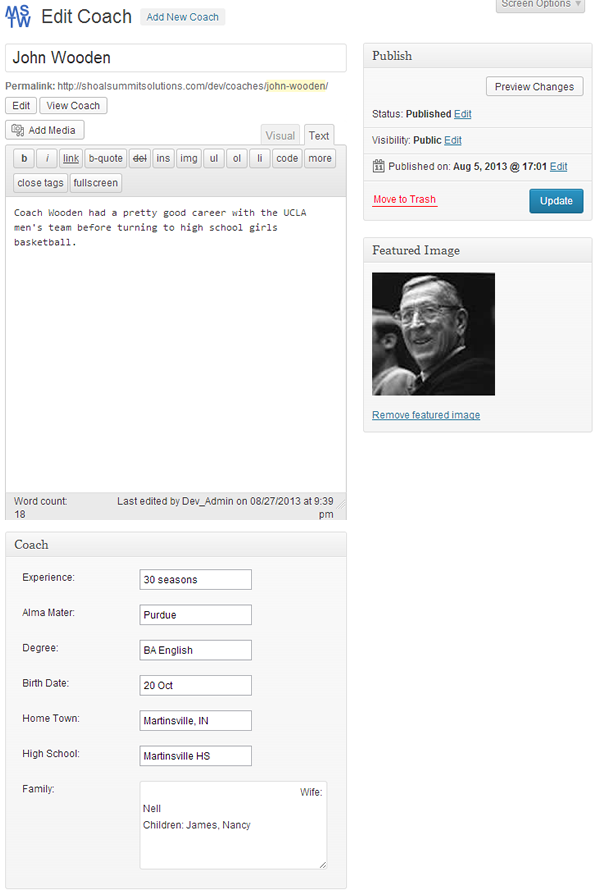 MSTW Edit Coach Add New Coach
Screen Options
John Wooden
Permalink: http://shoalsummitsolutions.com/dev/coaches/john-wooden/
Edit View Coach
Add Media
Visual Text
b i link b-quote del ins img ul ol li code more
close tags fullscreen
Coach Wooden had a pretty good career with the UCLA
men's team before turning to high school girls
basketball.
Word count:
18
Last edited by Dev_Admin on 08/27/2013 at 9:39
pm
Coach
Experience: 30 seasons
Alma Mater: Purdue
Degree: BA English
Birth Date: 20 Oct
Home Town: Martinsville, IN
High School: Martinsville HS
Family: Wife:
Nell
Children: James, Nancy
Publish
Preview Changes
Status: Published Edit
Visibility: Public Edit
11 Published on: Aug 5, 2013 @ 17:01 Edit
Move to Trash Update
Featured Image
Remove featured image